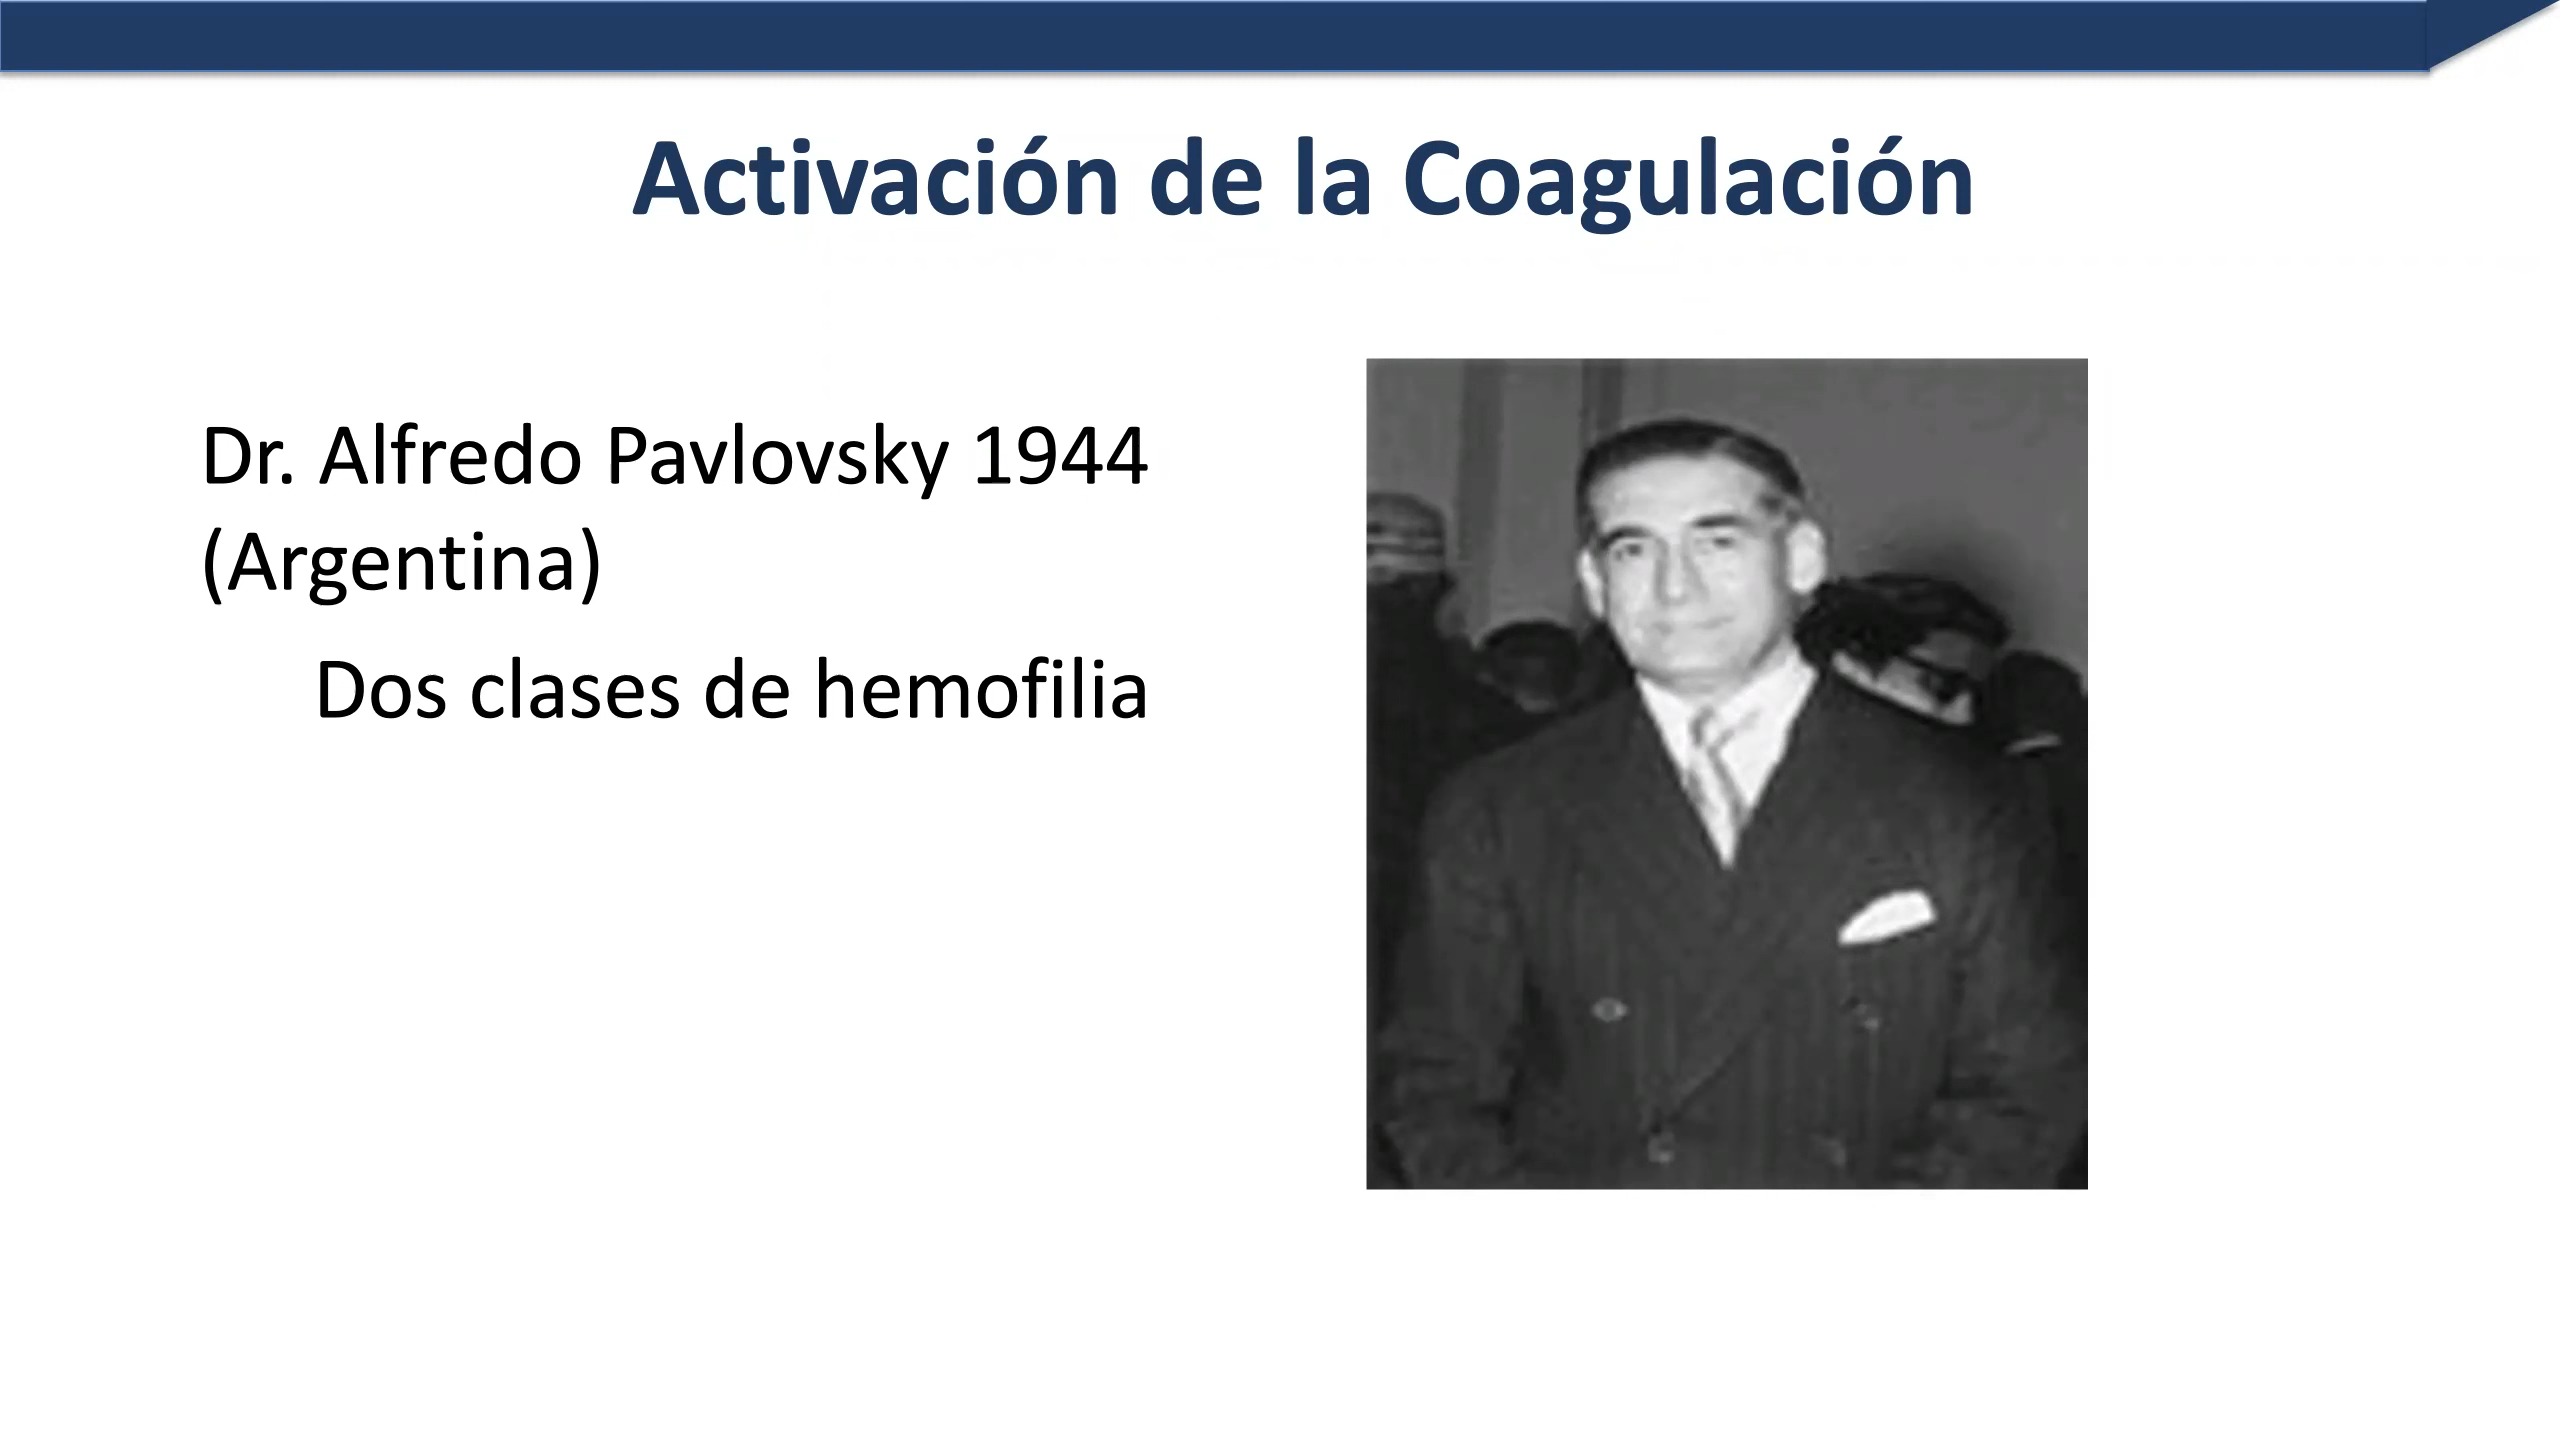 Activación de la Coagulación
Dr. Alfredo Pavlovsky 1944
(Argentina)
Dos clases de hemofilia